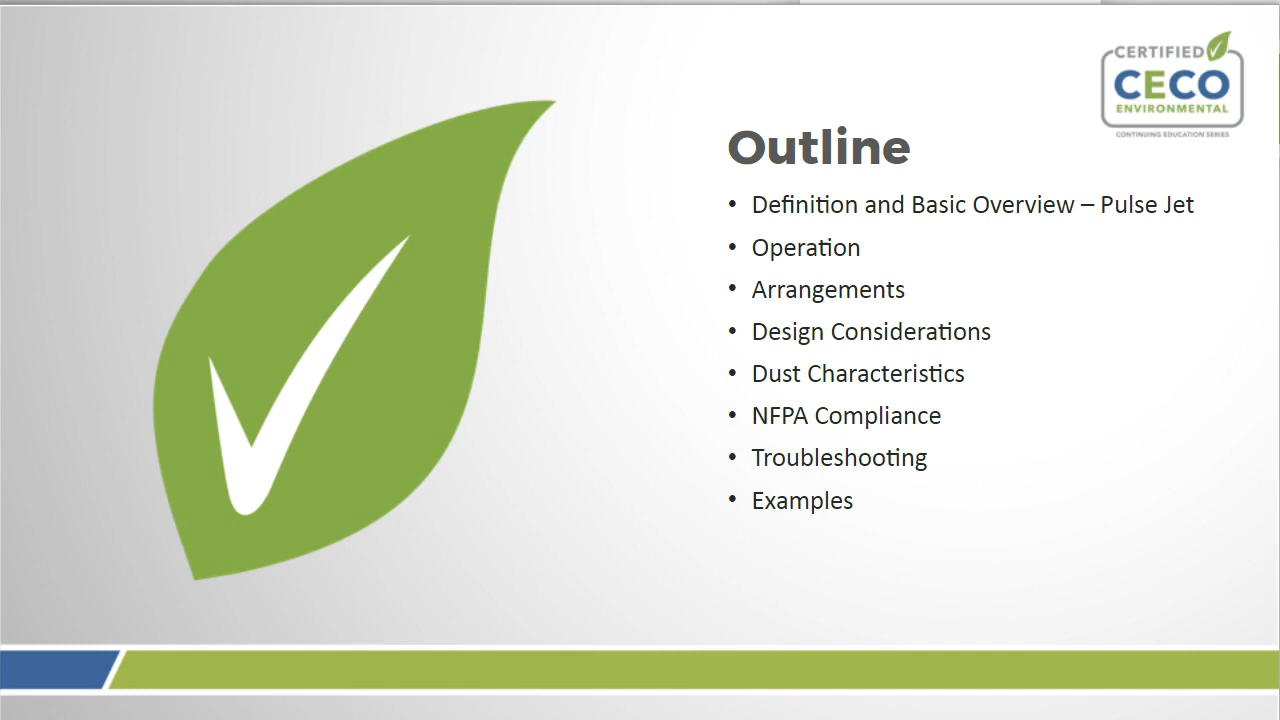 CERTIFIED
CECO
ENVIRONMENTAL
CONTINUING EDUCATION SERIES
Outline
• Definition and Basic Overview – Pulse Jet
• Operation
• Arrangements
• Design Considerations
• Dust Characteristics
• NFPA Compliance
• Troubleshooting
• Examples